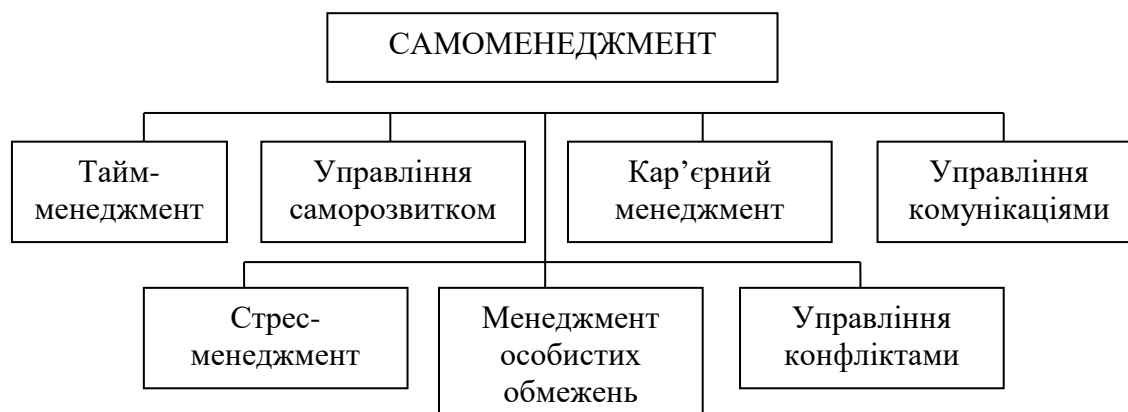 САМОМЕНЕДЖМЕНТ
Тайм-
менеджмент
Управління
саморозвитком
Кар’єрний
менеджмент
Управління
комунікаціями
Стрес-
менеджмент
Менеджмент
особистих
обмежень
Управління
конфліктами